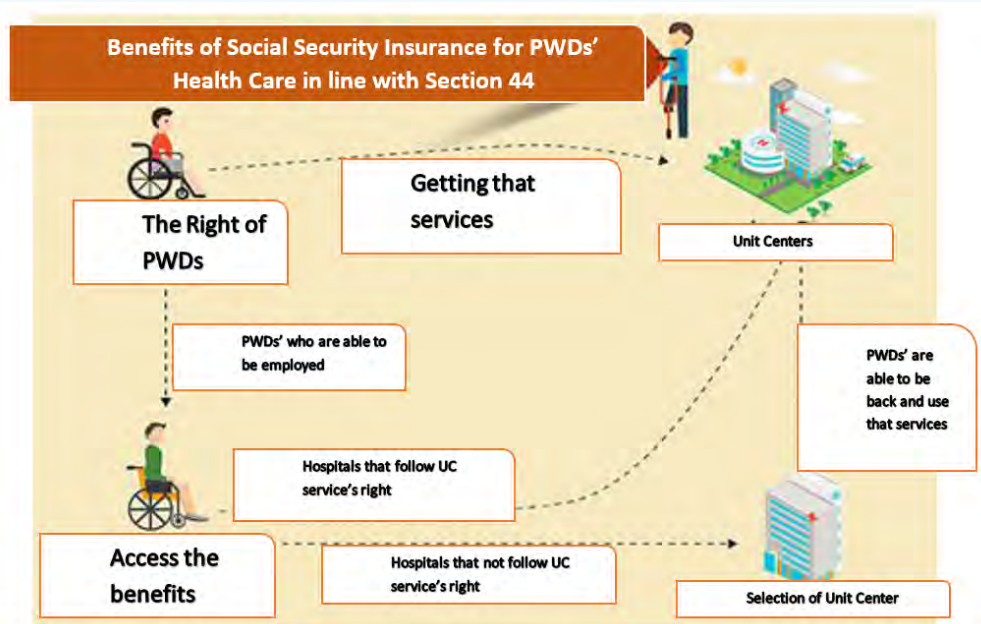 Benefits of Social Security Insurance for PWDs'
Health Care in line with Section 44
Getting that
services
The Right of
PWDs
Unit Centers
PWDs' who are able to
be employed
PWDs' are
able to be
back and use
that services
Hospitals that follow UC
service's right
Access the
benefits
Hospitals that not follow UC
service's right
Selection of Unit Center